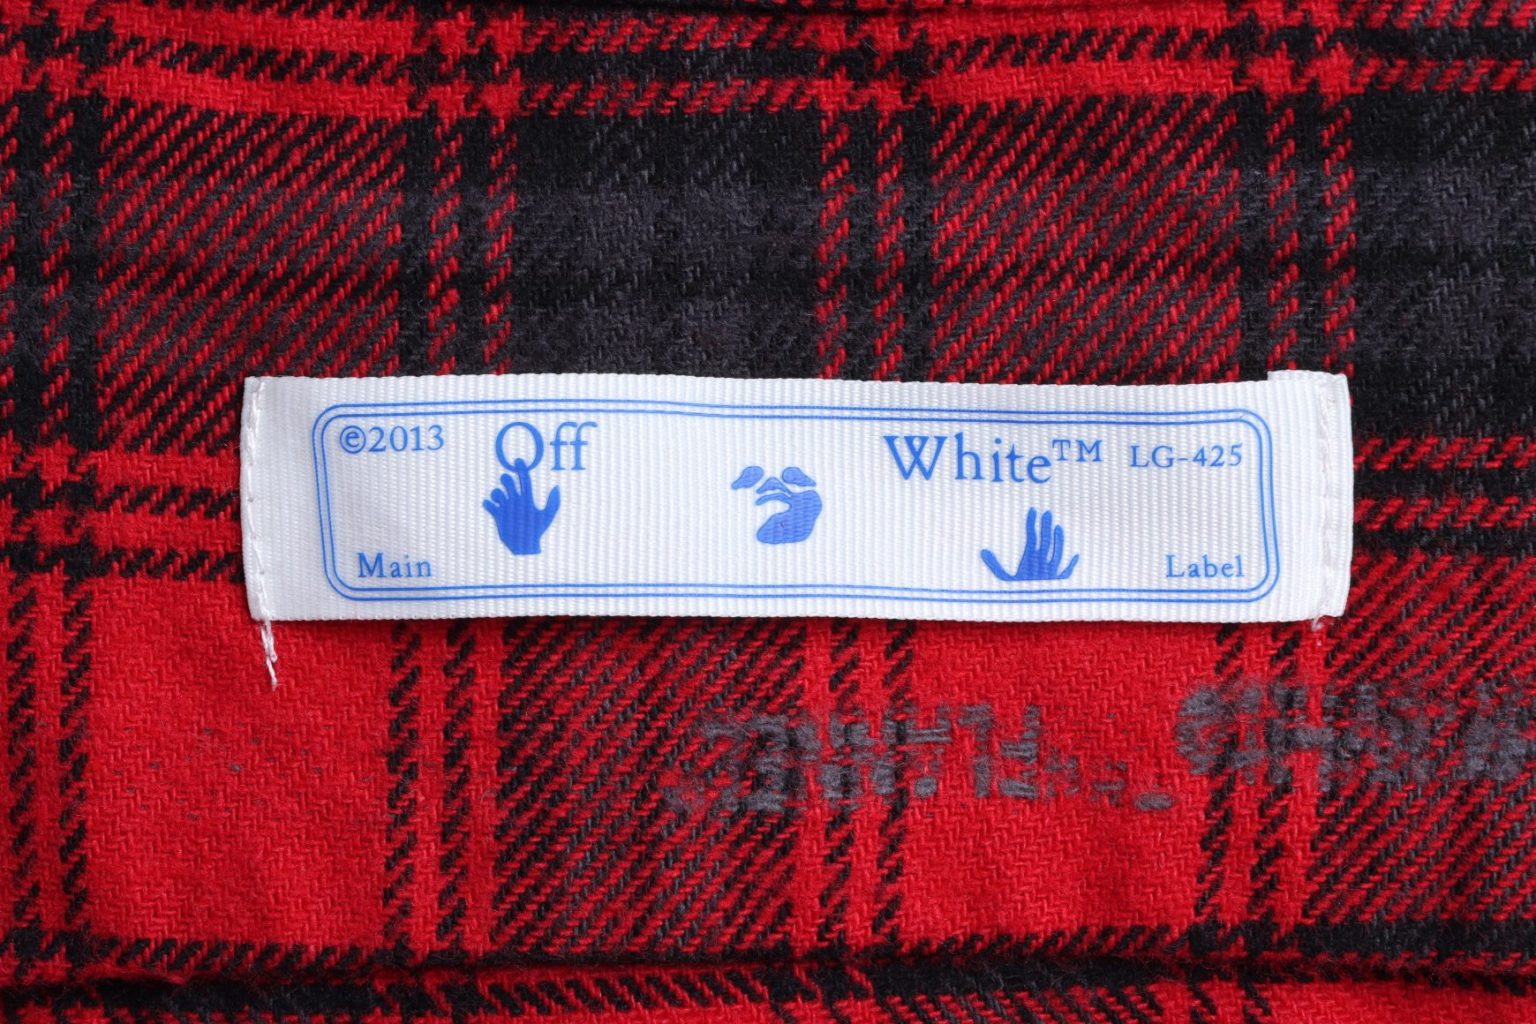 ©2013 Off White™ LG-425
Main Label